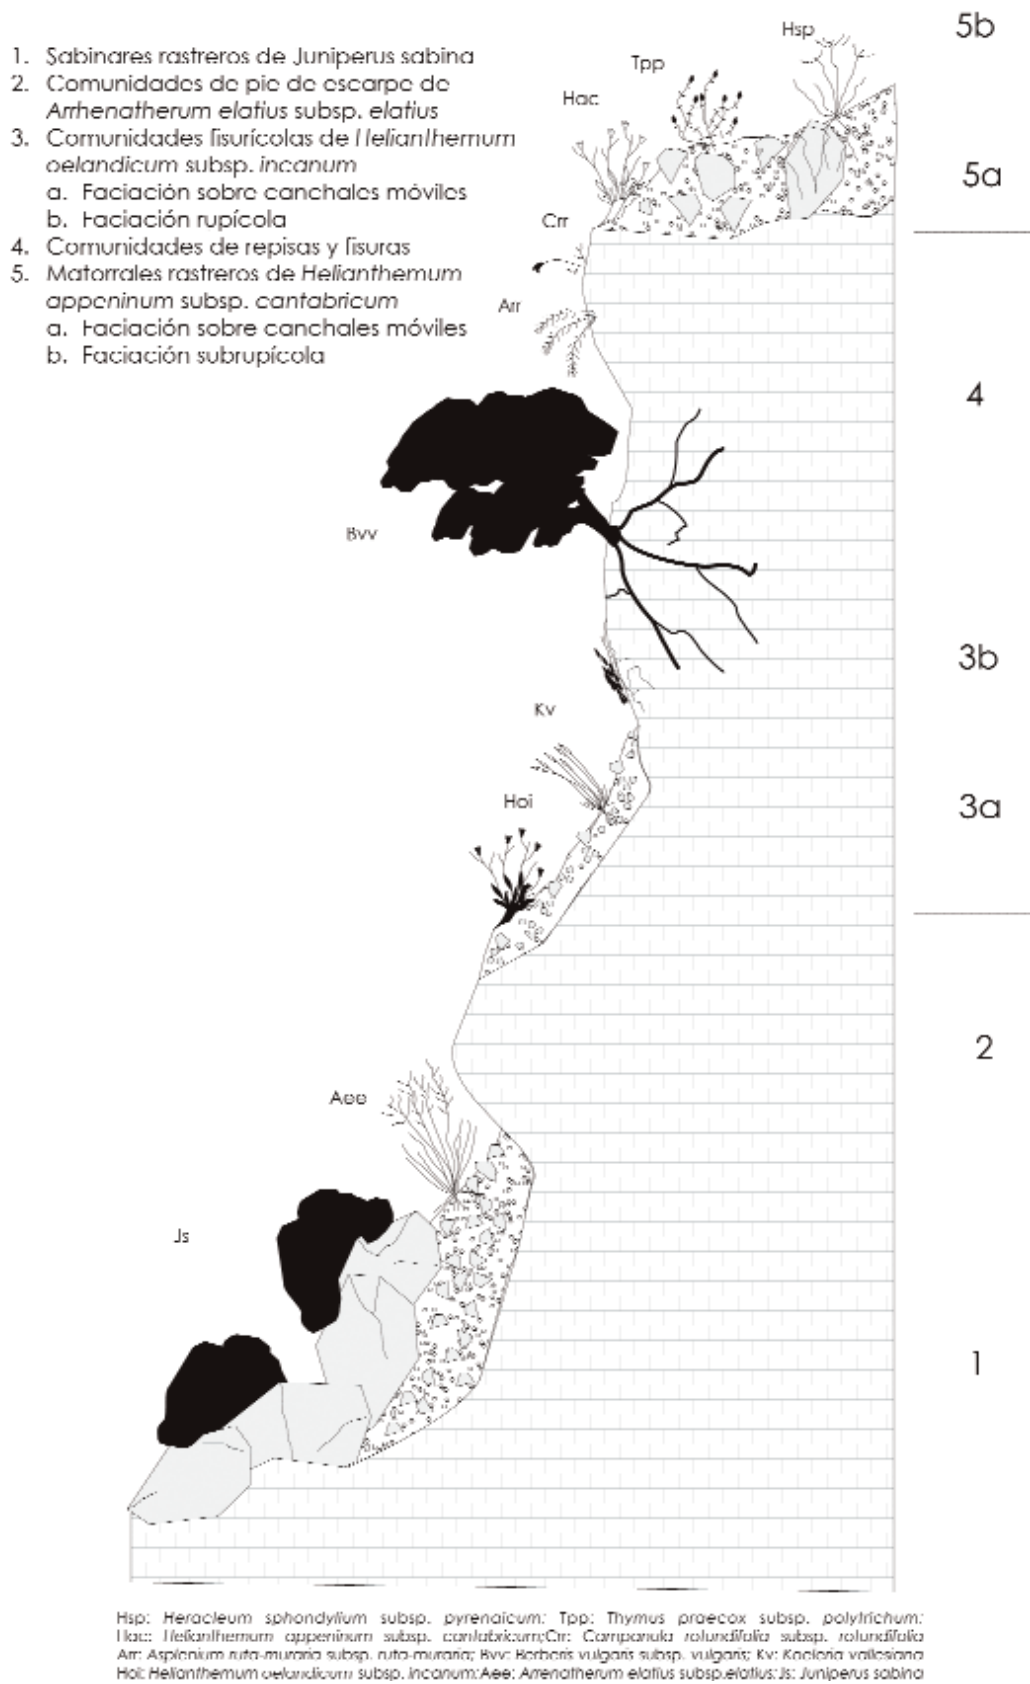 1. Sabinares rastreros de Juniperus sabina
2. Comunidades de pie de escarpe de
Arrhenatherum elatius subsp. elatius
3. Comunidades fisurícolas de Helianthemum
oelandicum subsp. incanum
a. Faciación sobre canchales móviles
b. Faciación rupícola
4. Comunidades de repisas y fisuras
5. Matorrales rastreros de Helianthemum
appeninum subsp. cantabricum
a. Faciación sobre canchales móviles
b. Faciación subrupícola
5b
Hsp
Tpp
Hac
5a
Crr
Arr
4
Bvv
3b
Kv
3a
Hoi
2
Aee
Js
1
Hsp: Heracleum sphondylium subsp. pyrenaicum; Tpp: Thymus praecox subsp. polytrichum;
Hac: Helianthemum appeninum subsp. cantabricum;Crr: Campanula rotundifolia subsp. rotundifolia
Arr: Asplenium ruta-muraria subsp. ruta-muraria; Bvv: Berberis vulgaris subsp. vulgaris; Kv: Koeleria vallesiana
Hoi: Helianthemum oelandicum subsp. incanum;Aee: Arrenatherum elatius subsp.elatius;Js: Juniperus sabina